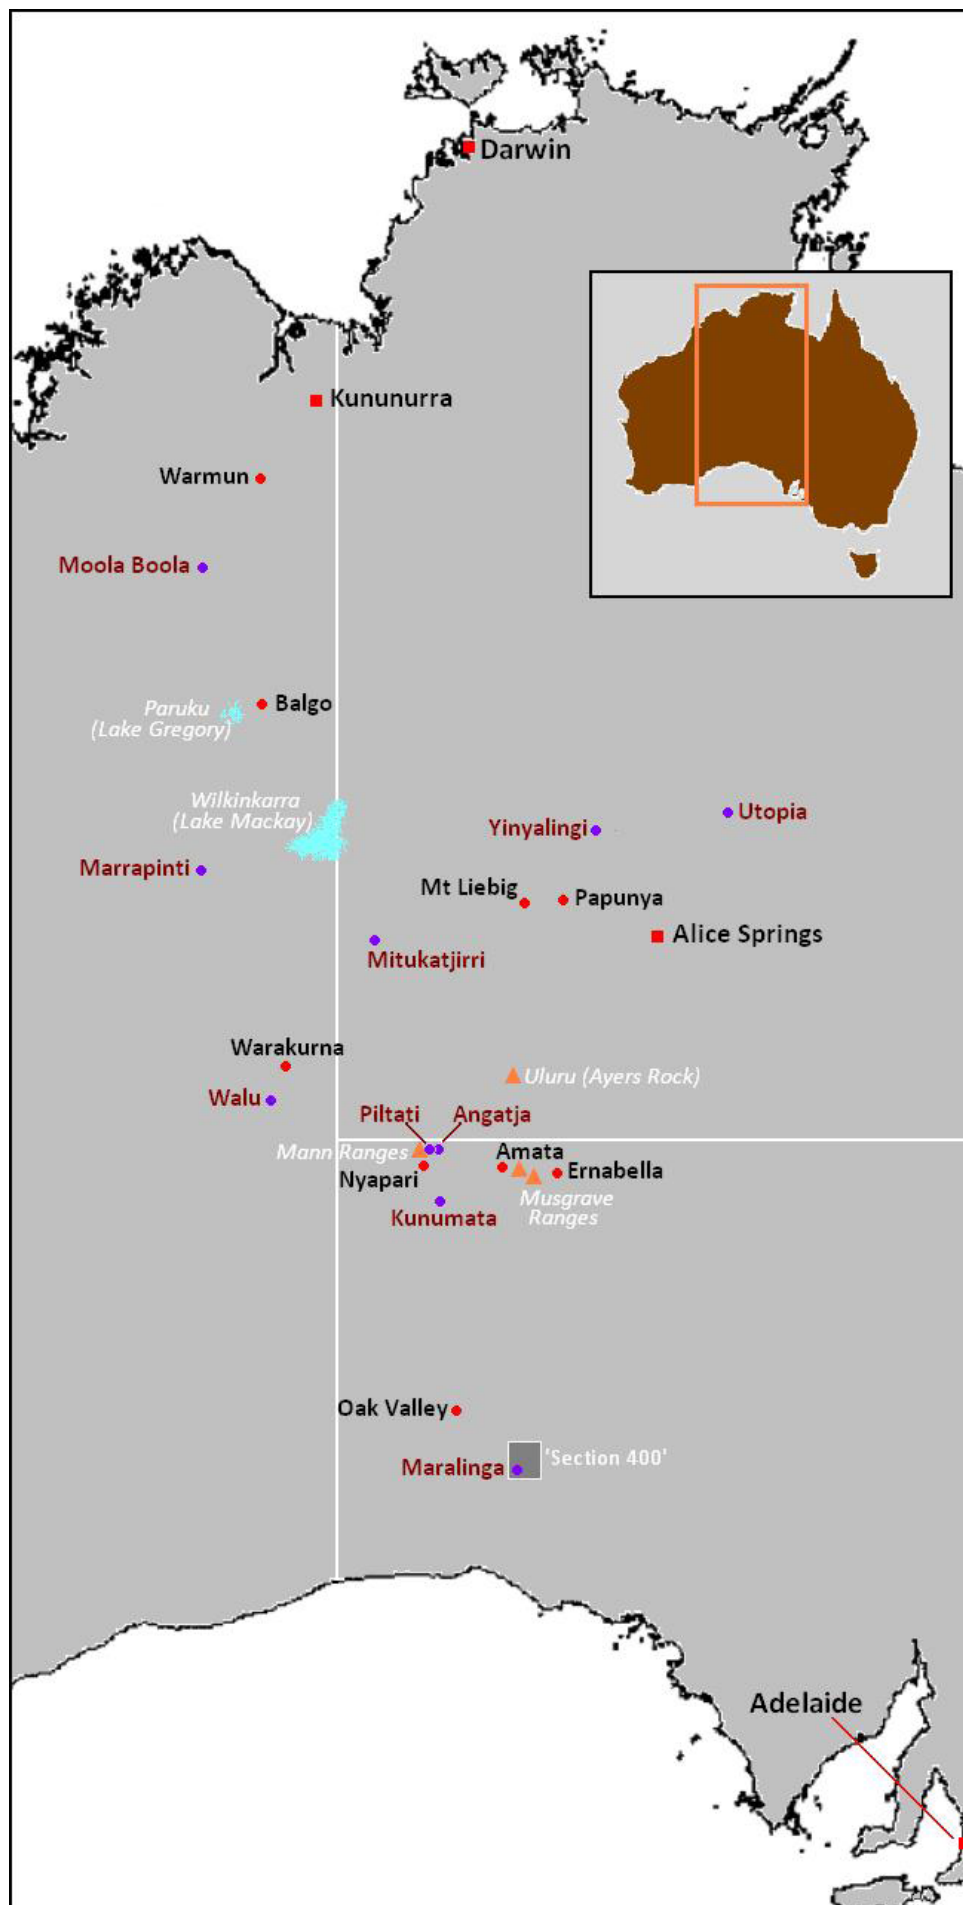 Darwin
Kununurra
Warmun
Moola Boola
Paruku
(Lake Gregory)
Balgo
Wilkinkarra
(Lake Mackay)
Utopia
Yinyalingi
Marrapinti
Mt Liebig
Papunya
Alice Springs
Mitukatjirri
Warakurna
Uluru (Ayers Rock)
Walu
Piltati
Angatja
Mann Ranges
Amata
Nyapari
Ernabella
Musgrave
Ranges
Kunumata
Oak Valley
'Section 400'
Maralinga
Adelaide